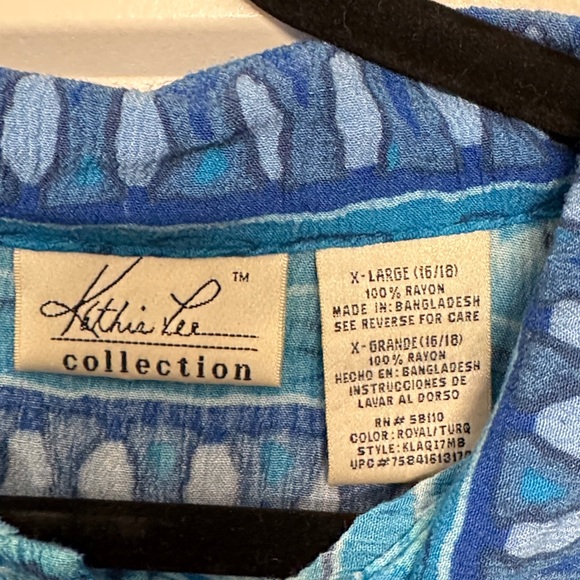 Kathie Lee ™
collection
X-LARGE (16/18)
100% RAYON
MADE IN: BANGLADESH
SEE REVERSE FOR CARE
X-GRANDE (16/18)
100% RAYON
HECHO EN: BANGLADESH
INSTRUCCIONES DE
LAVAR AL DORSO
RN# 58110
COLOR: ROYAL/TURQ
STYLE: KLAQ17MB
UPC #